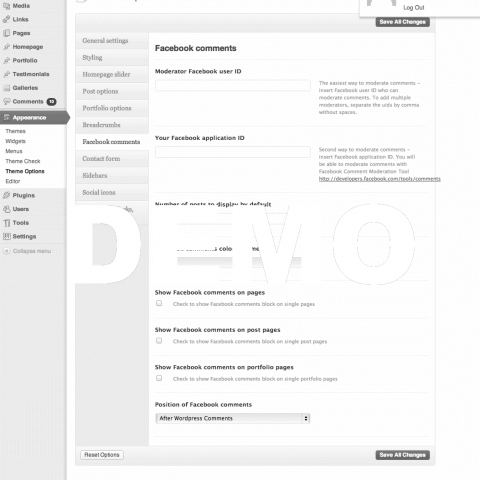 Log Out
Save All Changes
Media
Links
Pages
Homepage
Portfolio
Testimonials
Galleries
Comments 10
Appearance
Themes
Widgets
Menus
Theme Check
Theme Options
Editor
Plugins
Users
Tools
Settings
Collapse menu
General settings
Styling
Homepage slider
Post options
Portfolio options
Breadcrumbs
Facebook comments
Contact form
Sidebars
Social icons
Facebook comments
Moderator Facebook user ID
The easiest way to moderate comments –
insert Facebook user ID who can
moderate comments. To add multiple
moderators, separate the uids by comma
without spaces.
Your Facebook application ID
Second way to moderate comments –
insert Facebook application ID. You will
be able to moderate comments with
Facebook Comment Moderation Tool
http://developers.facebook.com/tools/comments
Number of posts to display by default
DEMO
Show Facebook comments on pages
Check to show Facebook comments block on single pages
Show Facebook comments on post pages
Check to show Facebook comments block on single post pages
Show Facebook comments on portfolio pages
Check to show Facebook comments block on single portfolio pages
Position of Facebook comments
After Wordpress Comments
Reset Options
Save All Changes